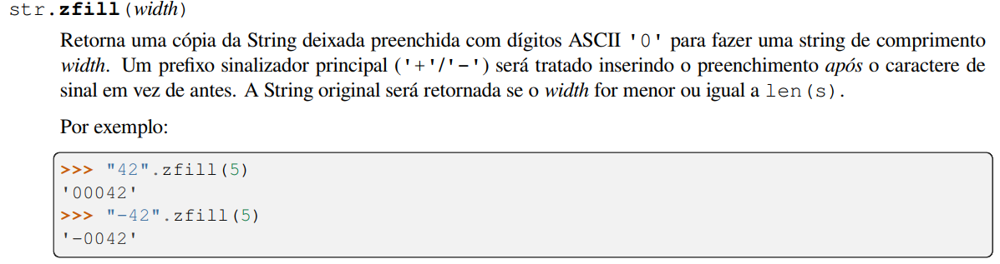 str.zfill(width)
Retorna uma cópia da String deixada preenchida com dígitos ASCII '0' para fazer uma string de comprimento
width. Um prefixo sinalizador principal ('+'/'-') será tratado inserindo o preenchimento após o caractere de
sinal em vez de antes. A String original será retornada se o width for menor ou igual a len(s).
Por exemplo:
>>> "42".zfill(5)
'00042'
>>> "-42".zfill(5)
'-0042'